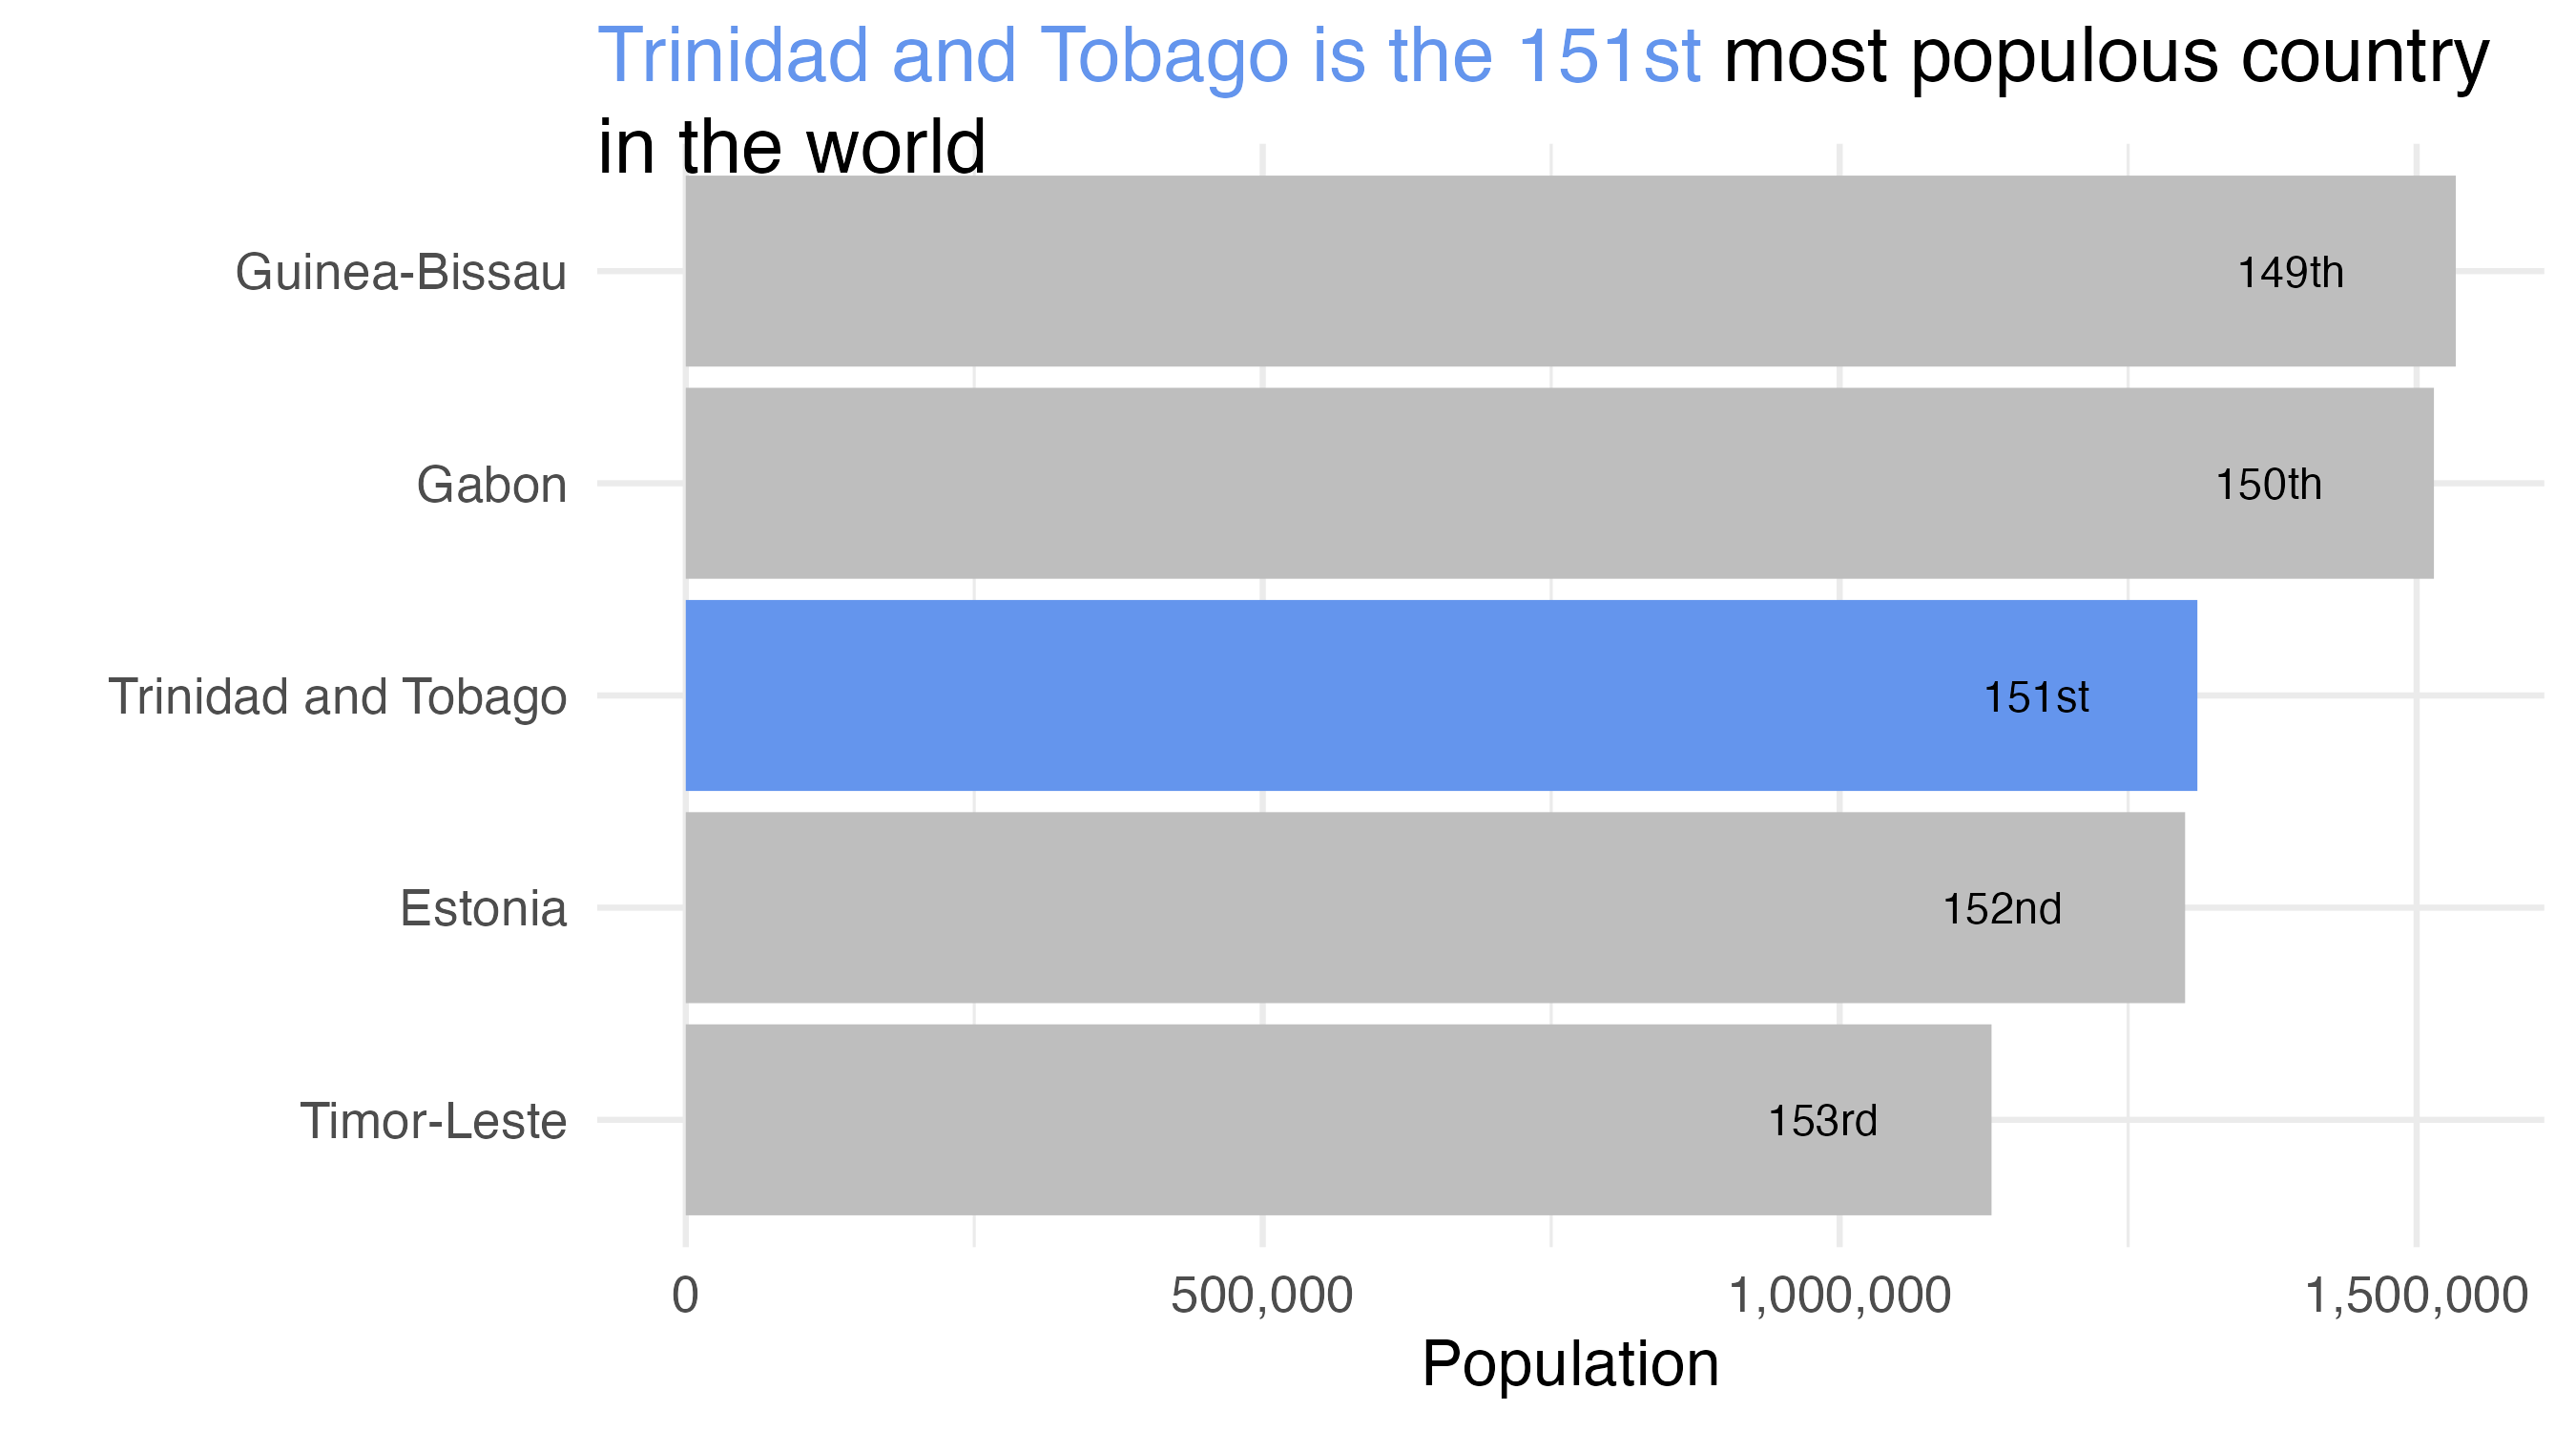 Trinidad and Tobago is the 151st most populous country
in the world
Guinea-Bissau
149th
Gabon
150th
Trinidad and Tobago
151st
Estonia
152nd
Timor-Leste
153rd
0
500,000
1,000,000
1,500,000
Population